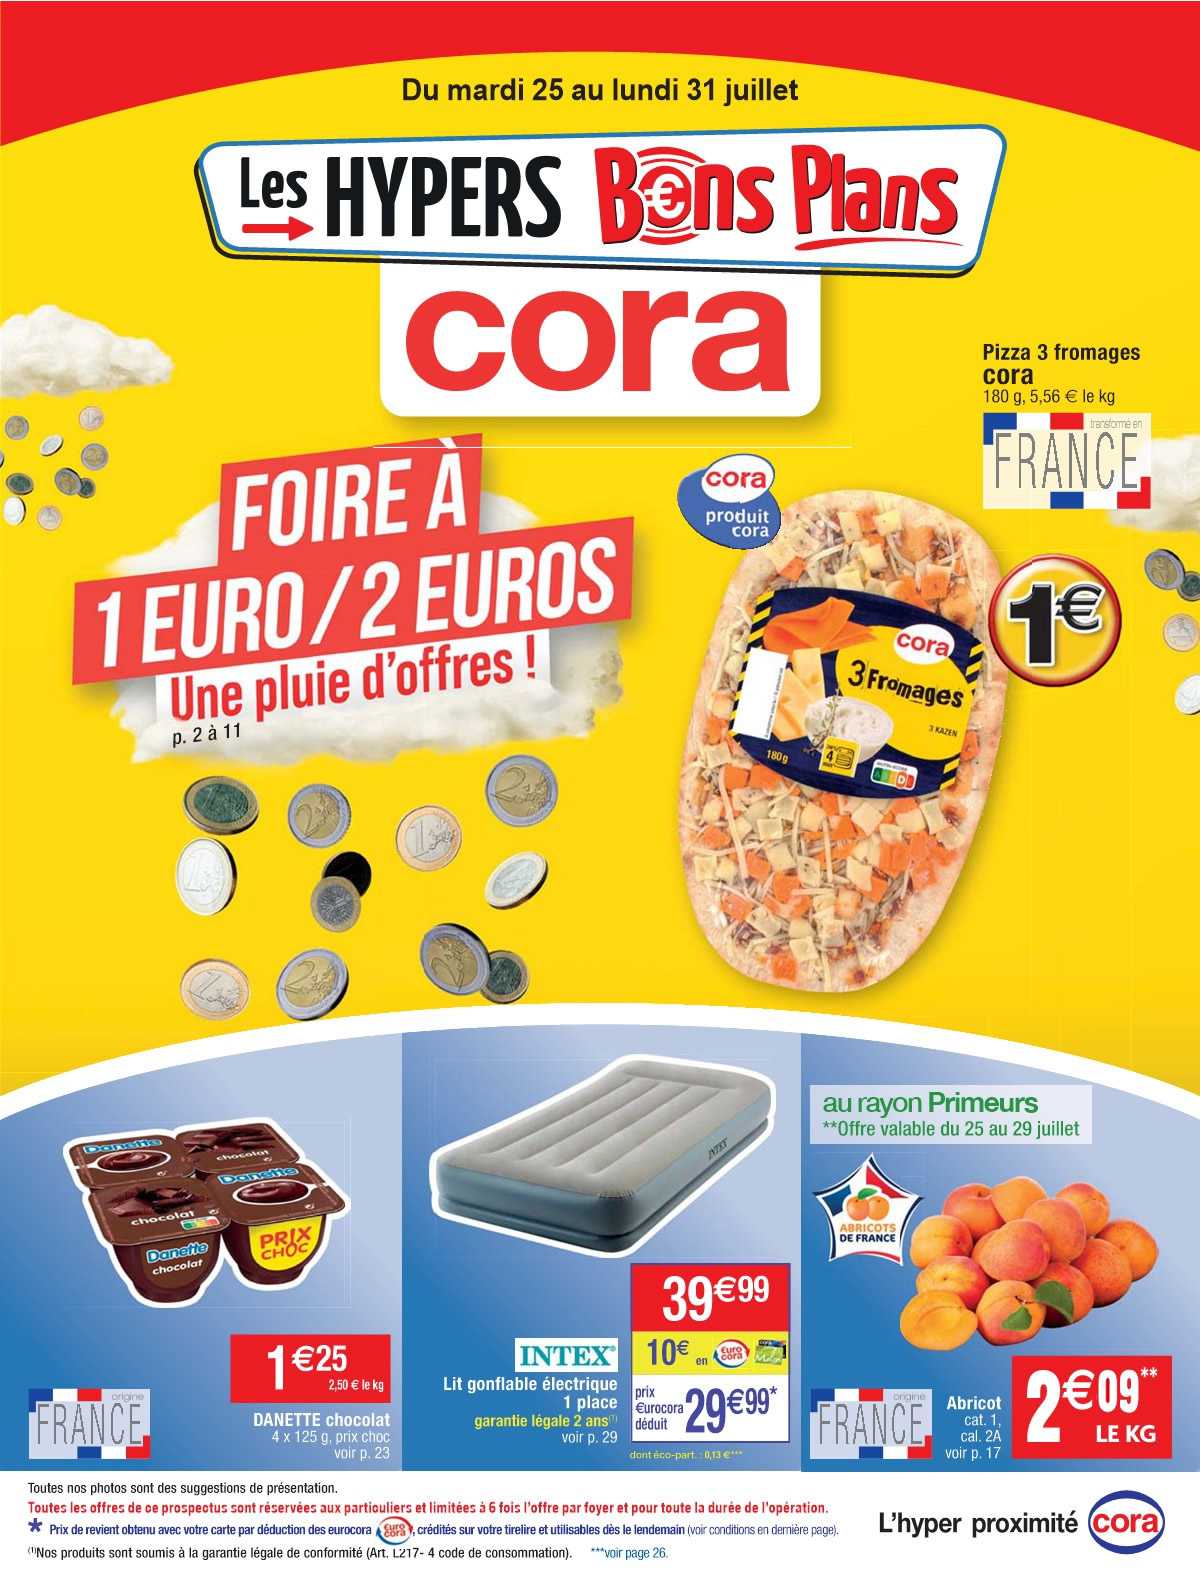 Du mardi 25 au lundi 31 juillet
Les HYPERS Bons Plans
cora
Pizza 3 fromages
cora
180 g, 5,56 € le kg
transformé en
FRANCE
FOIRE À
1 EURO / 2 EUROS
Une pluie d'offres !
p. 2 à 11
cora
produit
cora
1€
cora
3 Fromages
3 KAZEN
180g
au rayon Primeurs
**Offre valable du 25 au 29 juillet
ABRICOTS
DE FRANCE
Danette
chocolat
Danette
chocolat
Danette
chocolat
PRIX
CHOC
INTEX
1€25
2,50 € le kg
origine
FRANCE
DANETTE chocolat
4 x 125 g, prix choc
voir p. 23
INTEX
Lit gonflable électrique
1 place
garantie légale 2 ans(1)
voir p. 29
39€99
10€ en euro cora
prix
€urocora
déduit
29€99*
dont éco-part. : 0,13 €***
origine
FRANCE
Abricot
cat. 1,
cal. 2A
voir p. 17
2€09**
LE KG
Toutes nos photos sont des suggestions de présentation.
Toutes les offres de ce prospectus sont réservées aux particuliers et limitées à 6 fois l'offre par foyer et pour toute la durée de l'opération.
* Prix de revient obtenu avec votre carte par déduction des eurocora euro cora, crédités sur votre tirelire et utilisables dès le lendemain (voir conditions en dernière page).
(1)Nos produits sont soumis à la garantie légale de conformité (Art. L217- 4 code de consommation). ***voir page 26.
L'hyper proximité cora